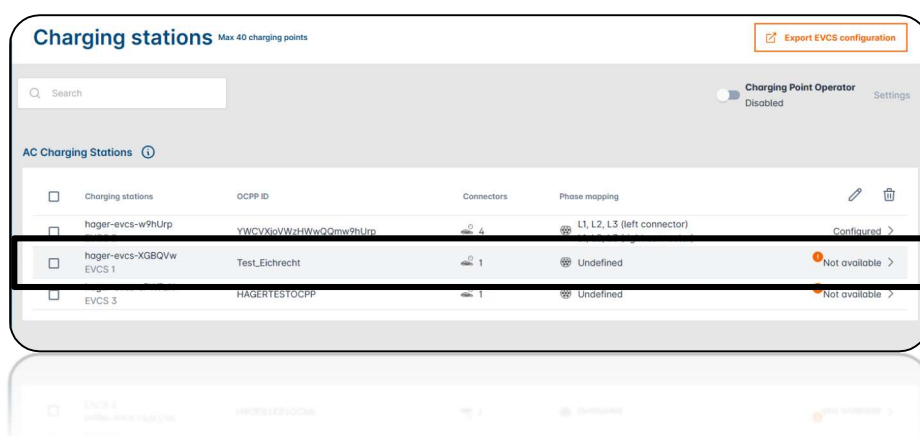 Charging stations Max 40 charging points
Export EVCS configuration
Search
Charging Point Operator
Disabled
Settings
AC Charging Stations
Charging stations OCPP ID Connectors Phase mapping
hager-evcs-w9hUrp YWCVXjoVWzHWwQQmw9hUrp 4 L1, L2, L3 (left connector) Configured >
hager-evcs-XGBQVw
EVCS 1
Test_Eichrecht 1 Undefined Not available >
EVCS 3 HAGERTESTOCPP 1 Undefined Not available >